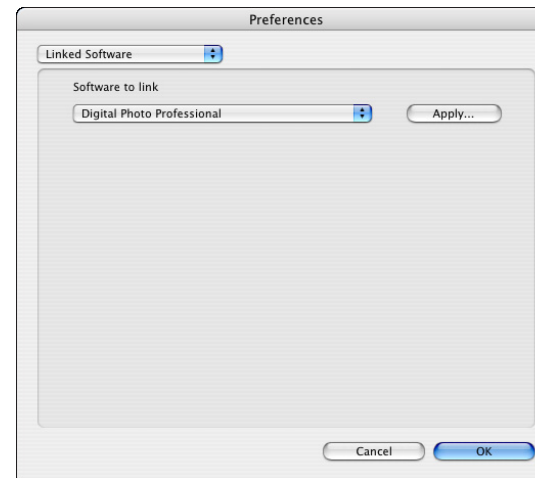 Preferences
Linked Software
Software to link
Digital Photo Professional Apply...
Cancel OK